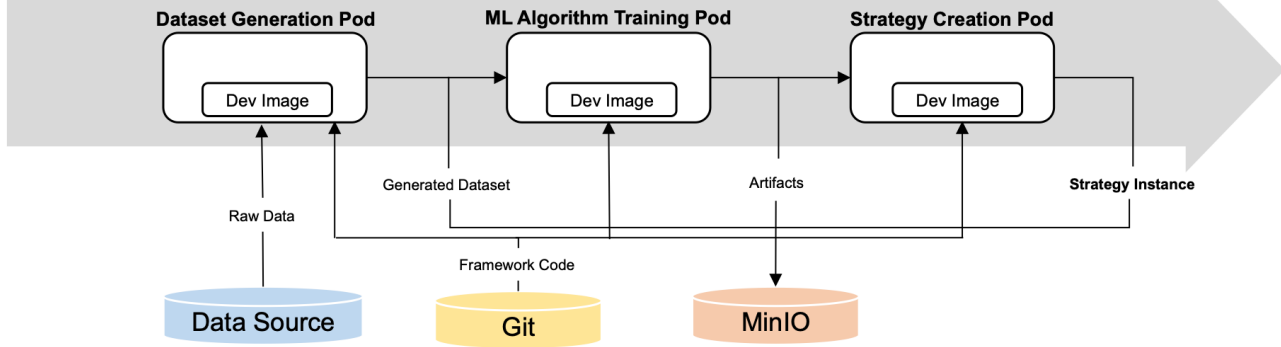 Dataset Generation Pod
ML Algorithm Training Pod
Strategy Creation Pod
Dev Image
Dev Image
Dev Image
Generated Dataset
Artifacts
Strategy Instance
Raw Data
Framework Code
Data Source
Git
MinIO